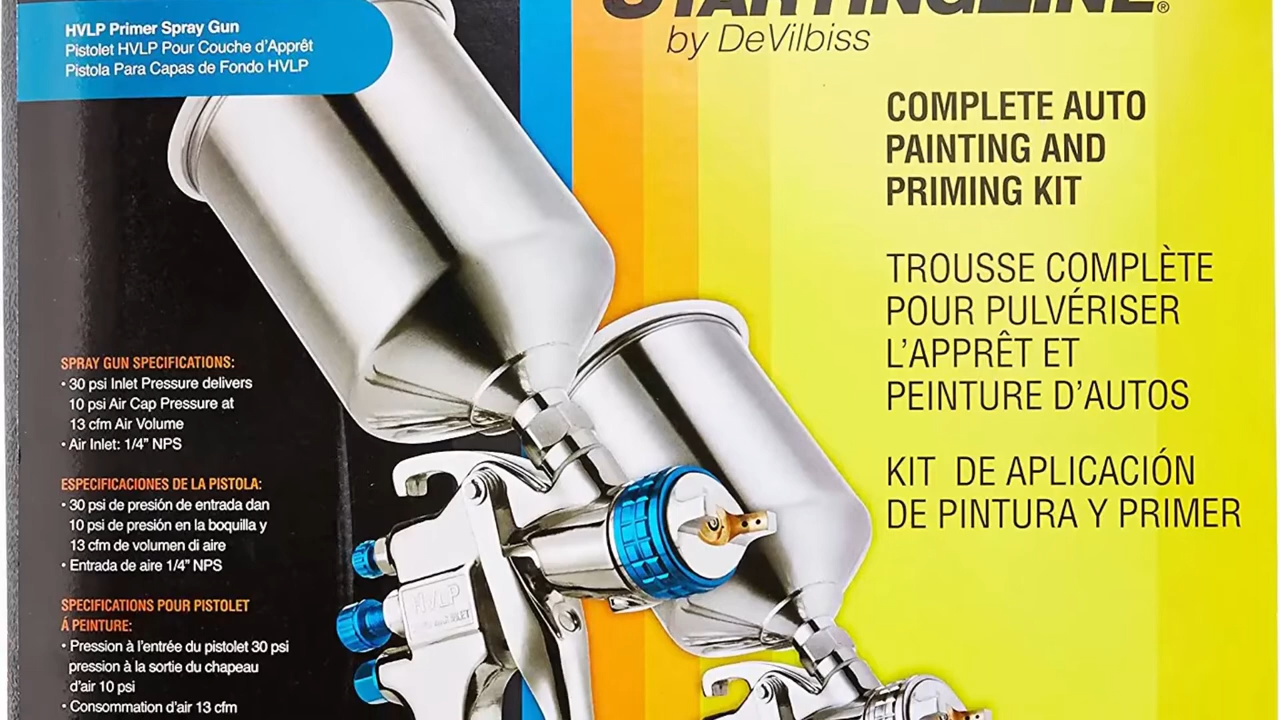 HVLP Primer Spray Gun
Pistolet HVLP Pour Couche d'Apprêt
Pistola Para Capas de Fondo HVLP
STARTINGLINE®
by DeVilbiss
COMPLETE AUTO
PAINTING AND
PRIMING KIT
TROUSSE COMPLÈTE
POUR PULVÉRISER
L'APPRÊT ET
PEINTURE D'AUTOS
KIT DE APLICACIÓN
DE PINTURA Y PRIMER
SPRAY GUN SPECIFICATIONS:
• 30 psi Inlet Pressure delivers
10 psi Air Cap Pressure at
13 cfm Air Volume
• Air Inlet: 1/4" NPS
ESPECIFICACIONES DE LA PISTOLA:
• 30 psi de presión de entrada dan
10 psi de presión en la boquilla y
13 cfm de volumen di aire
• Entrada de aire 1/4" NPS
SPECIFICATIONS POUR PISTOLET
Á PEINTURE:
• Pression à l'entrée du pistolet 30 psi
pression à la sortie du chapeau
d'air 10 psi
• Consommation d'air 13 cfm
HVLP
INLET